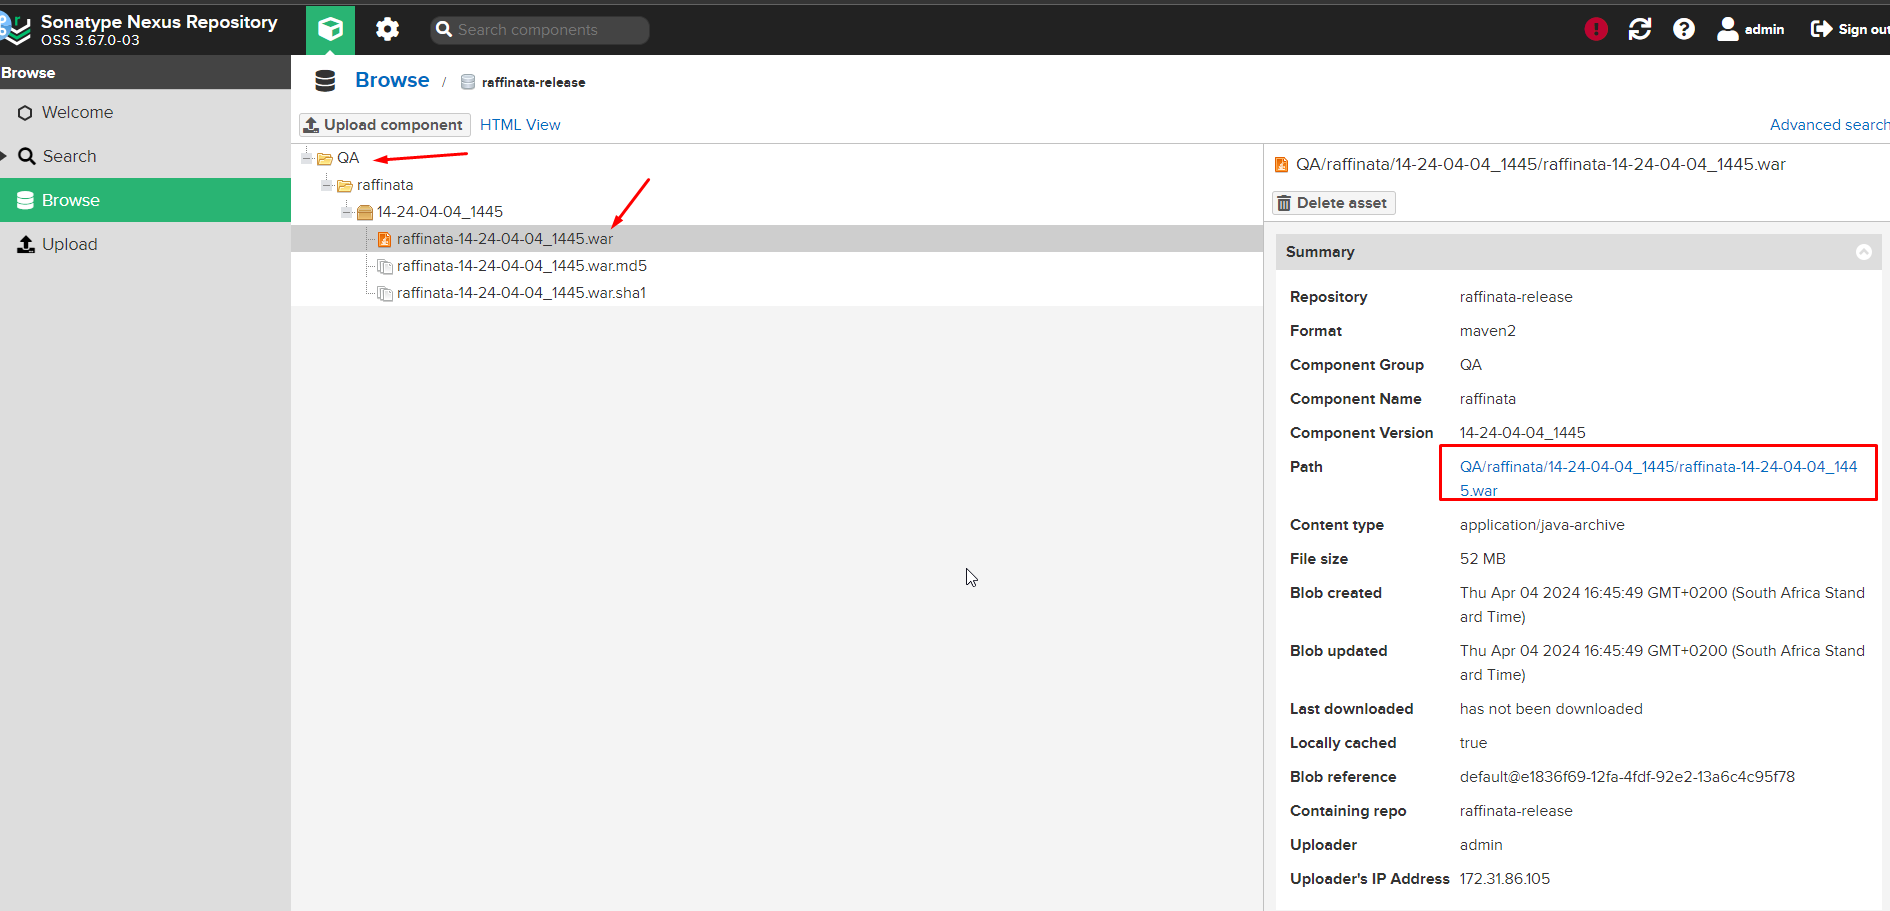 Sonatype Nexus Repository
OSS 3.67.0-03
Search components
admin
Sign out
Browse
Welcome
Search
Browse
Upload
Browse / raffinata-release
Upload component
HTML View
Advanced search
QA
raffinata
14-24-04-04_1445
raffinata-14-24-04-04_1445.war
raffinata-14-24-04-04_1445.war.md5
raffinata-14-24-04-04_1445.war.sha1
QA/raffinata/14-24-04-04_1445/raffinata-14-24-04-04_1445.war
Delete asset
Summary
Repository raffinata-release
Format maven2
Component Group QA
Component Name raffinata
Component Version 14-24-04-04_1445
Path QA/raffinata/14-24-04-04_1445/raffinata-14-24-04-04_144
5.war
Content type application/java-archive
File size 52 MB
Blob created Thu Apr 04 2024 16:45:49 GMT+0200 (South Africa Stand
ard Time)
Blob updated Thu Apr 04 2024 16:45:49 GMT+0200 (South Africa Stand
ard Time)
Last downloaded has not been downloaded
Locally cached true
Blob reference default@e1836f69-12fa-4fdf-92e2-13a6c4c95f78
Containing repo raffinata-release
Uploader admin
Uploader's IP Address 172.31.86.105